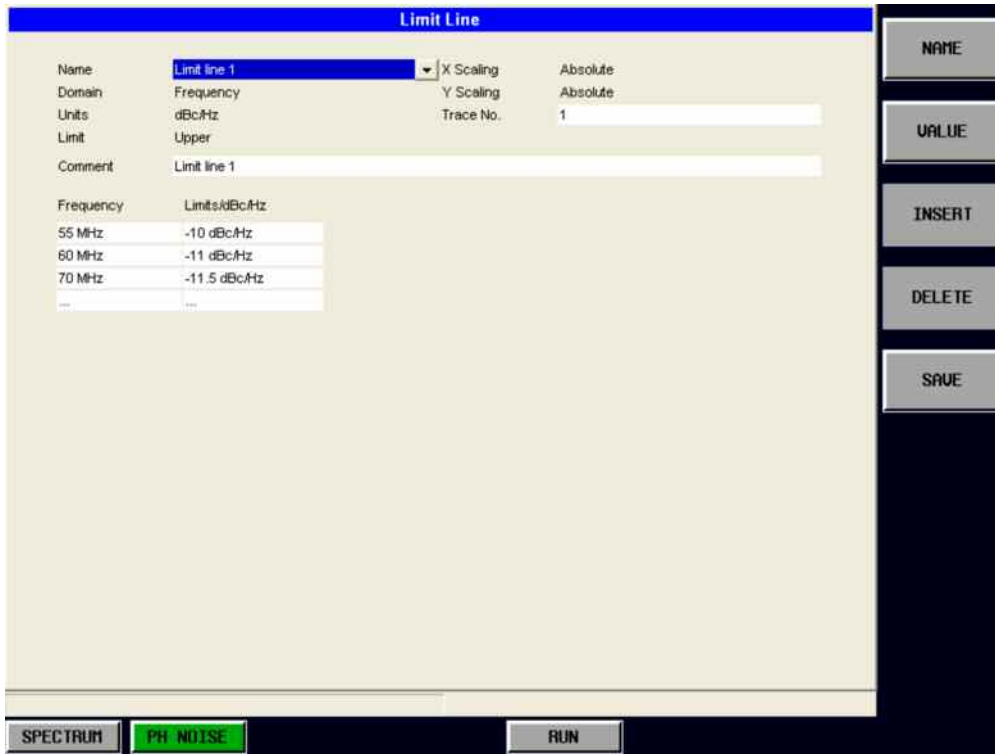 Limit Line
Name Limit line 1 X Scaling Absolute
Domain Frequency Y Scaling Absolute
Units dBc/Hz Trace No. 1
Limit Upper
Comment Limit line 1
Frequency Limits/dBc/Hz
55 MHz -10 dBc/Hz
60 MHz -11 dBc/Hz
70 MHz -11.5 dBc/Hz
... ...
NAME
VALUE
INSERT
DELETE
SAVE
SPECTRUM PH NOISE RUN